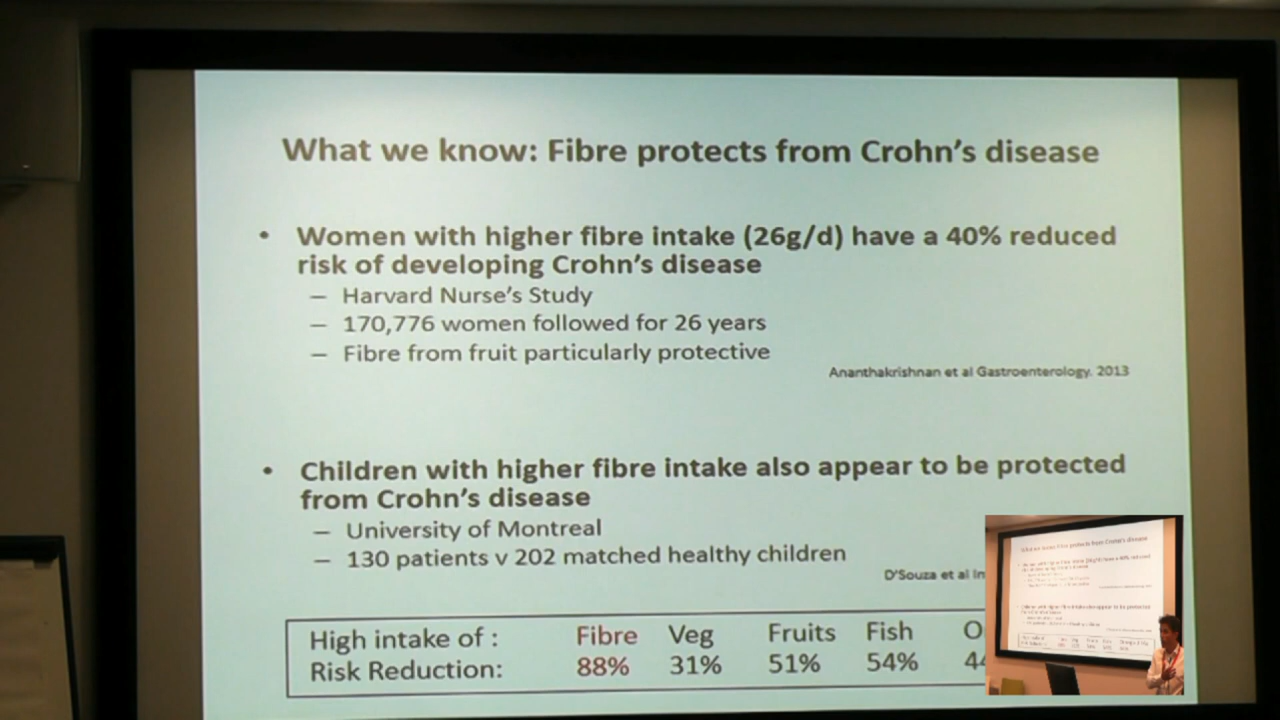 What we know: Fibre protects from Crohn's disease
• Women with higher fibre intake (26g/d) have a 40% reduced
risk of developing Crohn's disease
– Harvard Nurse's Study
– 170,776 women followed for 26 years
– Fibre from fruit particularly protective
Ananthakrishnan et al Gastroenterology. 2013
• Children with higher fibre intake also appear to be protected
from Crohn's disease
– University of Montreal
– 130 patients v 202 matched healthy children
D'Souza et al In
High intake of : Fibre Veg Fruits Fish O
Risk Reduction: 88% 31% 51% 54% 44